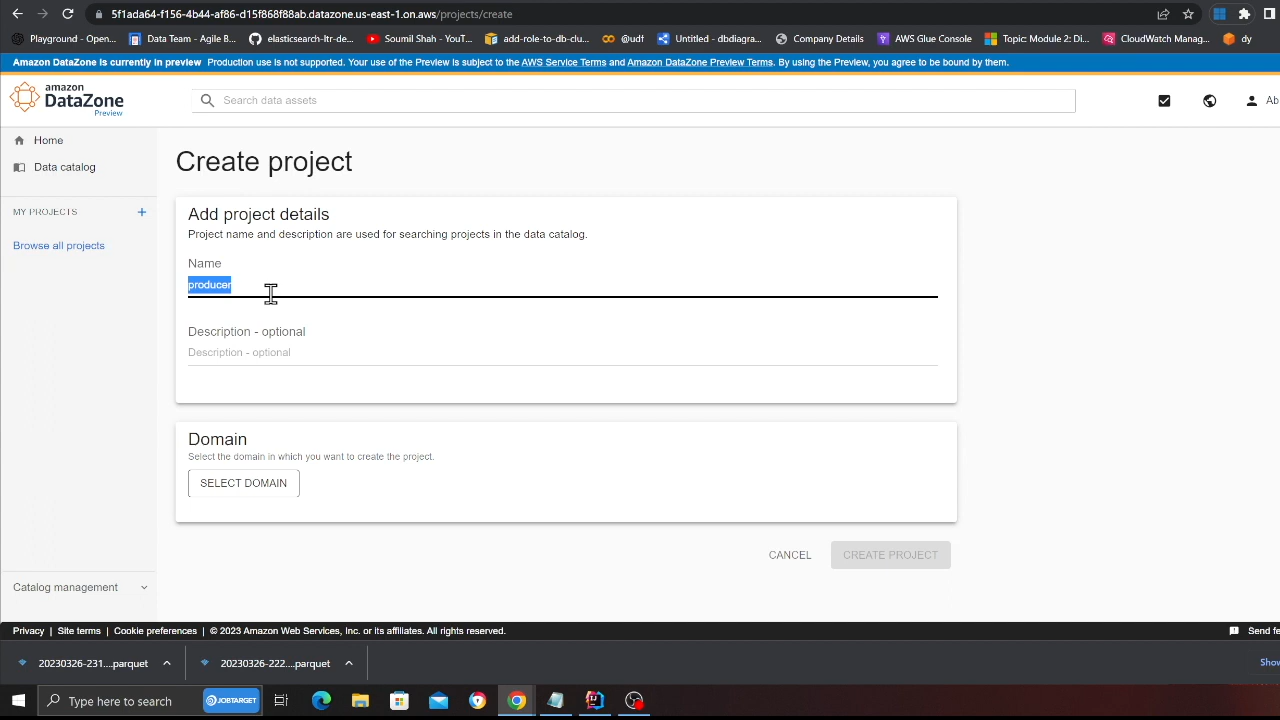 5f1ada64-f156-4b44-af86-d15f868f88ab.datazone.us-east-1.on.aws/projects/create
Playground - Open... Data Team - Agile B... elasticsearch-ltr-de... Soumil Shah - YouT... add-role-to-db-clu... @udf Untitled - dbdiagra... Company Details AWS Glue Console Topic: Module 2: Di... CloudWatch Manag... dy
Amazon DataZone is currently in preview Production use is not supported. Your use of the Preview is subject to the AWS Service Terms and Amazon DataZone Preview Terms. By using the Preview, you agree to be bound by them.
amazon
DataZone
Preview
Search data assets
Ab
Home
Data catalog
MY PROJECTS +
Browse all projects
Create project
Add project details
Project name and description are used for searching projects in the data catalog.
Name
producer
Description - optional
Description - optional
Domain
Select the domain in which you want to create the project.
SELECT DOMAIN
CANCEL CREATE PROJECT
Catalog management
Privacy | Site terms | Cookie preferences | © 2023 Amazon Web Services, Inc. or its affiliates. All rights reserved.
Send fe
20230326-231....parquet 20230326-222....parquet
Show
Type here to search
JOBTARGET